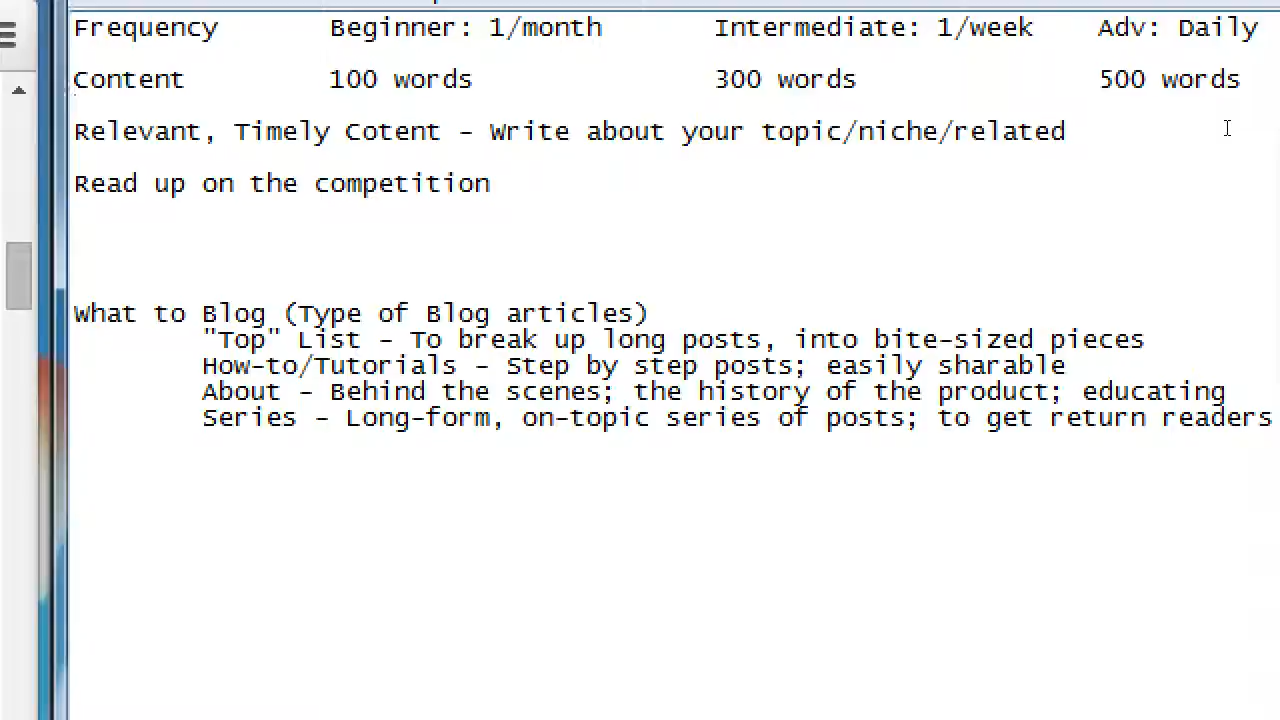 Frequency Beginner: 1/month Intermediate: 1/week Adv: Daily
Content 100 words 300 words 500 words
Relevant, Timely Cotent - Write about your topic/niche/related
Read up on the competition
What to Blog (Type of Blog articles)
"Top" List - To break up long posts, into bite-sized pieces
How-to/Tutorials - Step by step posts; easily sharable
About - Behind the scenes; the history of the product; educating
Series - Long-form, on-topic series of posts; to get return readers